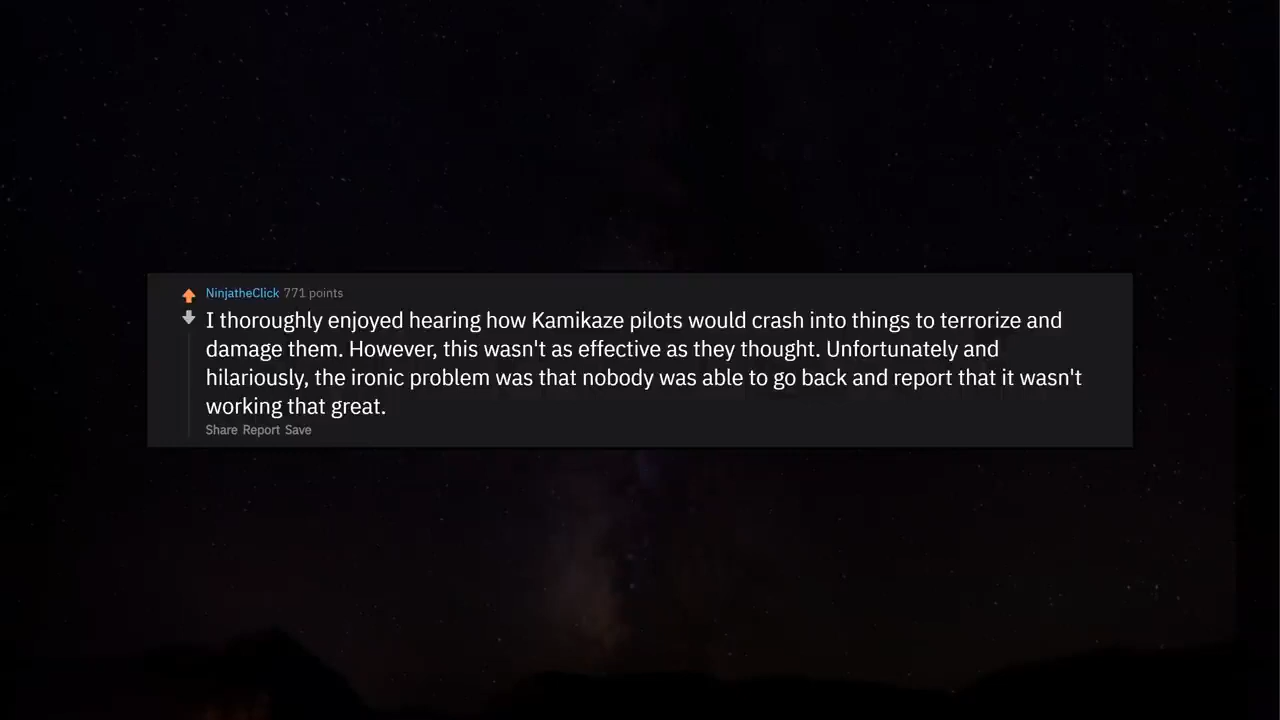 NinjatheClick 771 points
I thoroughly enjoyed hearing how Kamikaze pilots would crash into things to terrorize and
damage them. However, this wasn't as effective as they thought. Unfortunately and
hilariously, the ironic problem was that nobody was able to go back and report that it wasn't
working that great.
Share Report Save